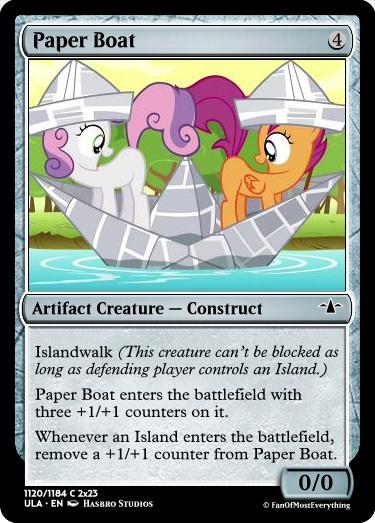 Paper Boat 4
Artifact Creature — Construct
Islandwalk (This creature can't be blocked as
long as defending player controls an Island.)
Paper Boat enters the battlefield with
three +1/+1 counters on it.
Whenever an Island enters the battlefield,
remove a +1/+1 counter from Paper Boat.
0/0
1120/1184 C 2x23
ULA • EN Hasbro Studios
© FanOfMostEverything